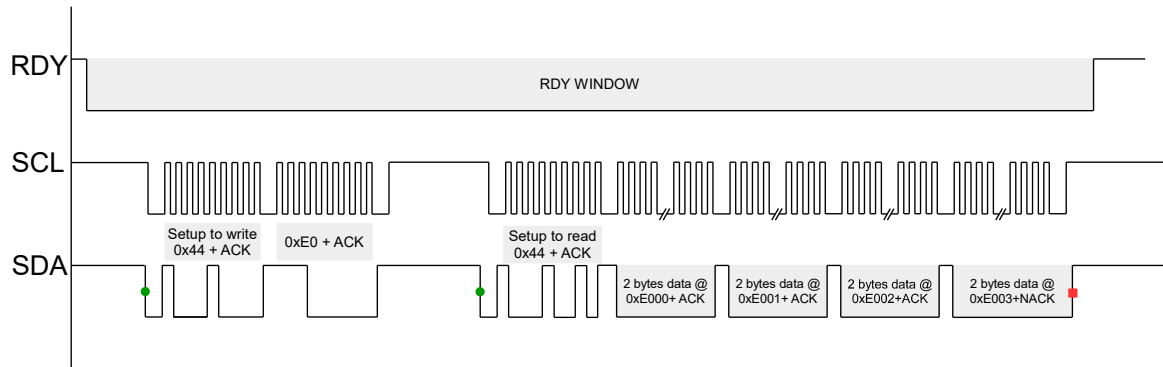 RDY
RDY WINDOW
SCL
Setup to write
0x44 + ACK
0xE0 + ACK
Setup to read
0x44 + ACK
SDA
2 bytes data @
0xE000+ ACK
2 bytes data @
0xE001+ ACK
2 bytes data @
0xE002+ACK
2 bytes data @
0xE003+NACK